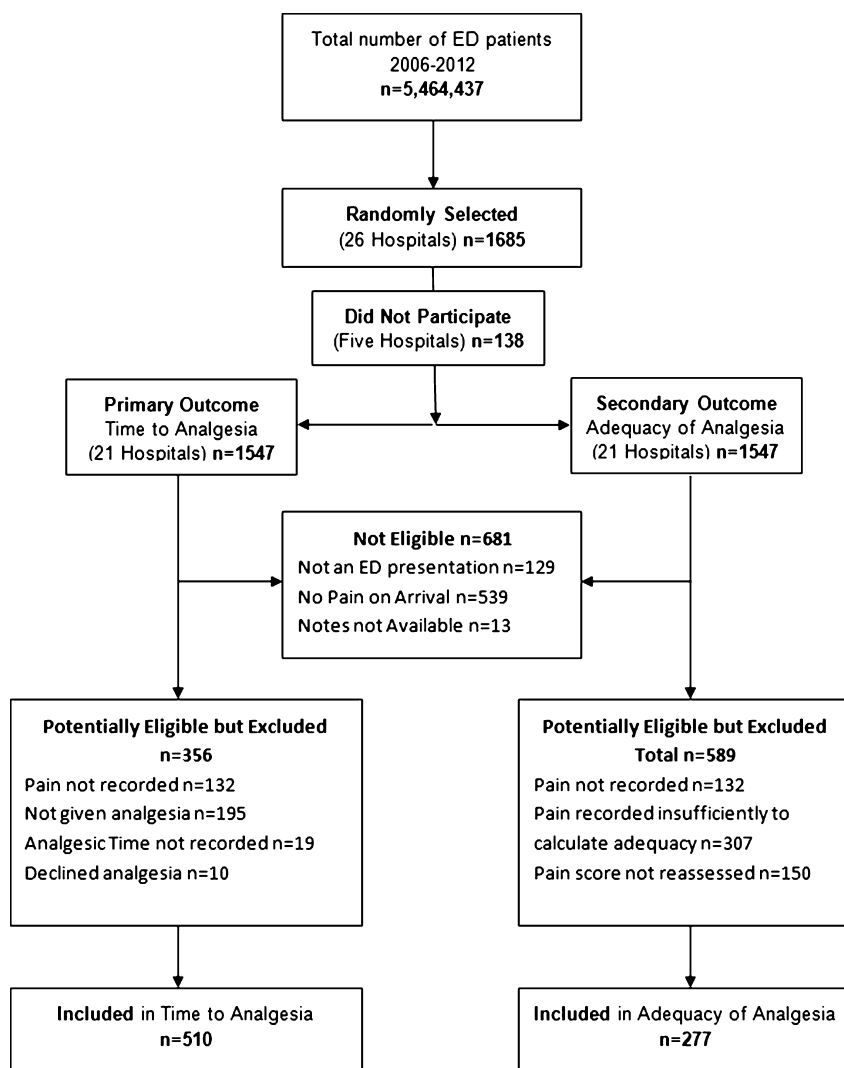 Total number of ED patients
2006-2012
n=5,464,437
Randomly Selected
(26 Hospitals) n=1685
Did Not Participate
(Five Hospitals) n=138
Primary Outcome
Time to Analgesia
(21 Hospitals) n=1547
Secondary Outcome
Adequacy of Analgesia
(21 Hospitals) n=1547
Not Eligible n=681
Not an ED presentation n=129
No Pain on Arrival n=539
Notes not Available n=13
Potentially Eligible but Excluded
n=356
Pain not recorded n=132
Not given analgesia n=195
Analgesic Time not recorded n=19
Declined analgesia n=10
Potentially Eligible but Excluded
Total n=589
Pain not recorded n=132
Pain recorded insufficiently to
calculate adequacy n=307
Pain score not reassessed n=150
Included in Time to Analgesia
n=510
Included in Adequacy of Analgesia
n=277